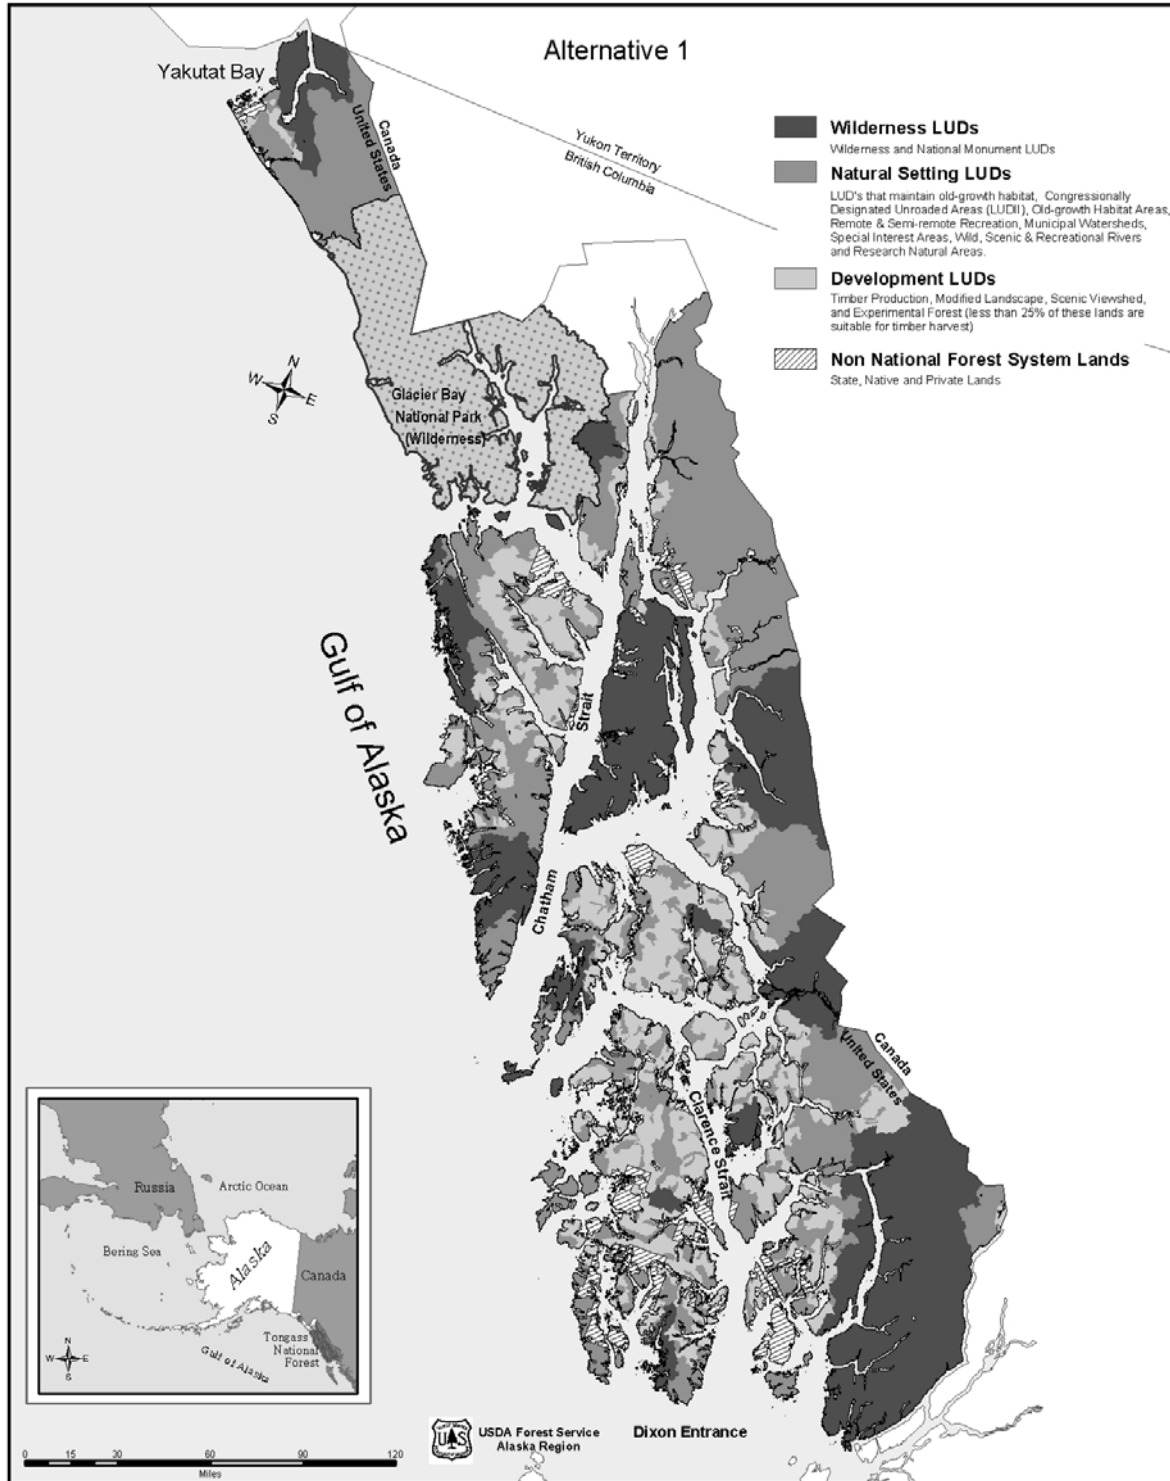 Alternative 1
Yakutat Bay
Canada
United States
Yukon Territory
British Columbia
Wilderness LUDs
Wilderness and National Monument LUDs
Natural Setting LUDs
LUD's that maintain old-growth habitat, Congressionally
Designated Unroaded Areas (LUDII), Old-growth Habitat Areas,
Remote & Semi-remote Recreation, Municipal Watersheds,
Special Interest Areas, Wild, Scenic & Recreational Rivers
and Research Natural Areas.
Development LUDs
Timber Production, Modified Landscape, Scenic Viewshed,
and Experimental Forest (less than 25% of these lands are
suitable for timber harvest)
Non National Forest System Lands
State, Native and Private Lands
N
W
E
S
Glacier Bay
National Park
(Wilderness)
Gulf of Alaska
Strait
Chatham
Canada
United States
Clarence Strait
Russia
Arctic Ocean
Bering Sea
Alaska
Canada
Tongass
National
Forest
Gulf of Alaska
N
W
E
S
USDA Forest Service
Alaska Region
Dixon Entrance
0 15 30 60 90 120
Miles
U S